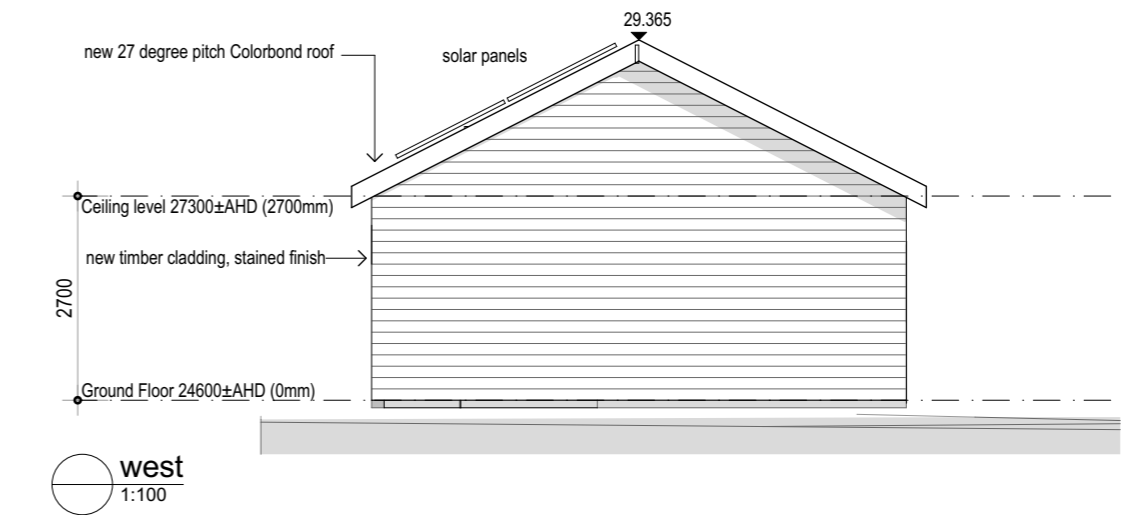 29.365
new 27 degree pitch Colorbond roof
solar panels
Ceiling level 27300±AHD (2700mm)
new timber cladding, stained finish
2700
Ground Floor 24600±AHD (0mm)
west
1:100